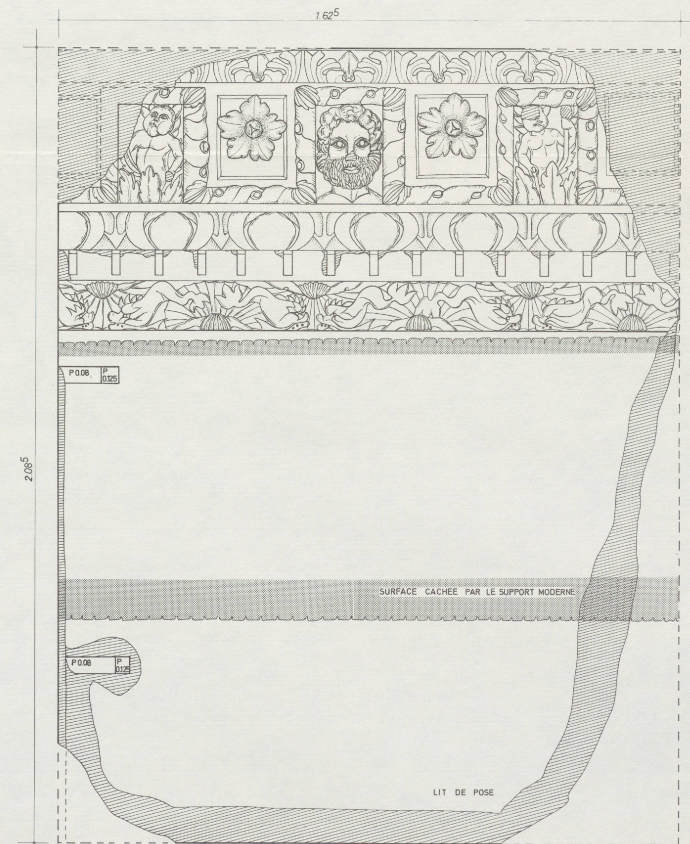 1.62⁵
P 0.08 P 0.125
2.08⁵
SURFACE CACHEE PAR LE SUPPORT MODERNE
P 0.08 P 0.125
LIT DE POSE